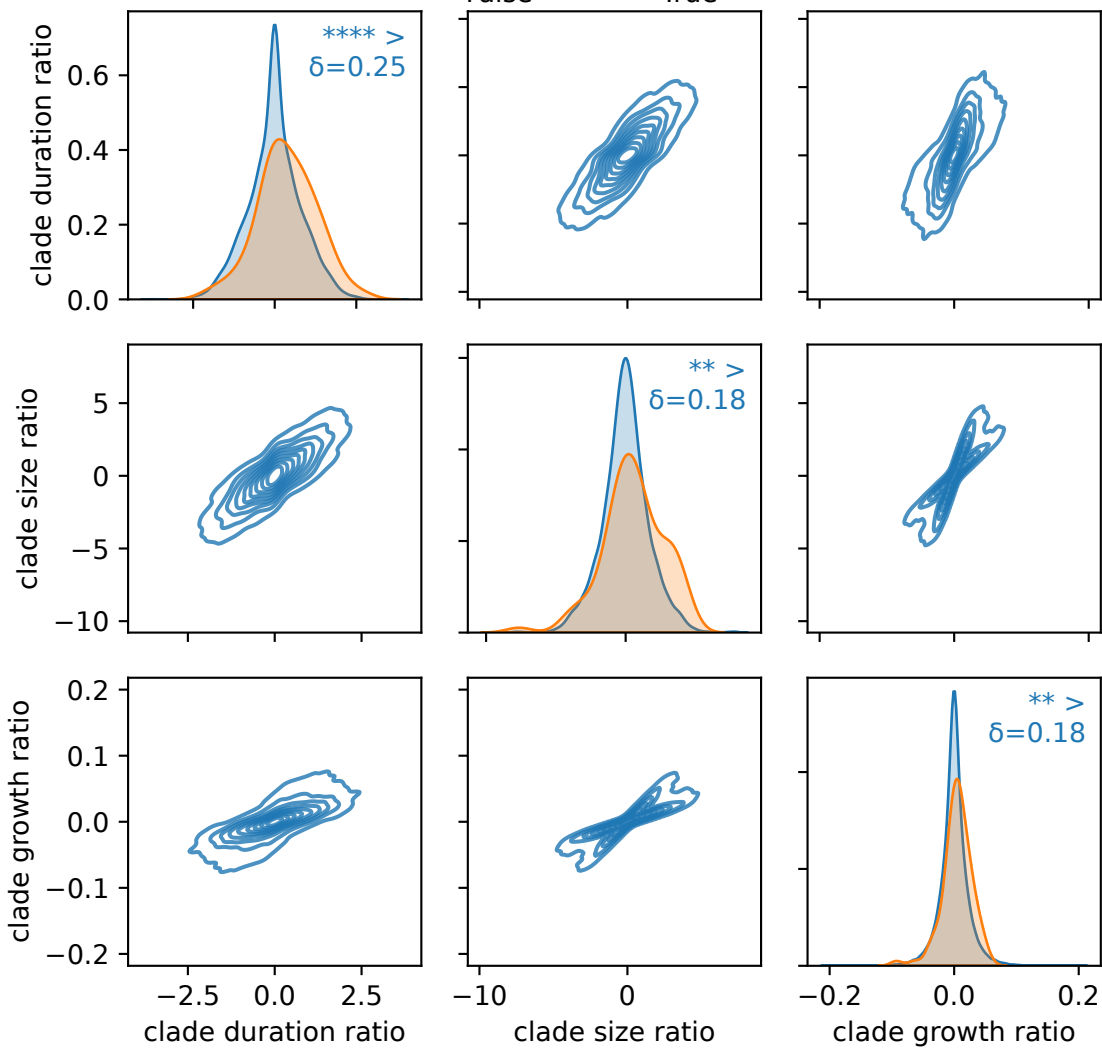 clade duration ratio
0.6
0.4
0.2
0.0
**** >
δ=0.25
clade size ratio
5
0
−5
−10
** >
δ=0.18
clade growth ratio
0.2
0.1
0.0
−0.1
−0.2
** >
δ=0.18
−2.5 0.0 2.5
−10 0
−0.2 0.0 0.2
clade duration ratio
clade size ratio
clade growth ratio